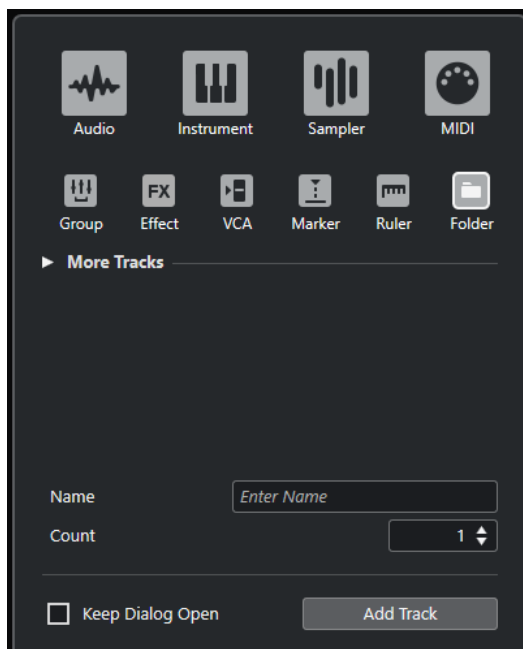 Audio Instrument Sampler MIDI
FX
Group Effect VCA Marker Ruler Folder
More Tracks
Name Enter Name
Count 1
Keep Dialog Open Add Track